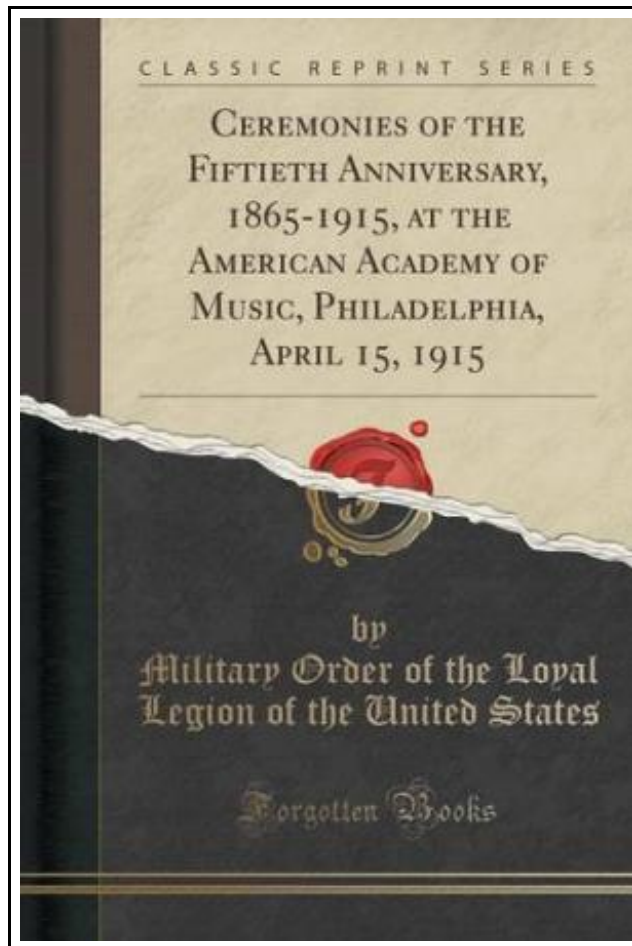 CLASSIC REPRINT SERIES
CEREMONIES OF THE
FIFTIETH ANNIVERSARY,
1865-1915, AT THE
AMERICAN ACADEMY OF
MUSIC, PHILADELPHIA,
APRIL 15, 1915
by
Military Order of the Loyal
Legion of the United States
Forgotten Books